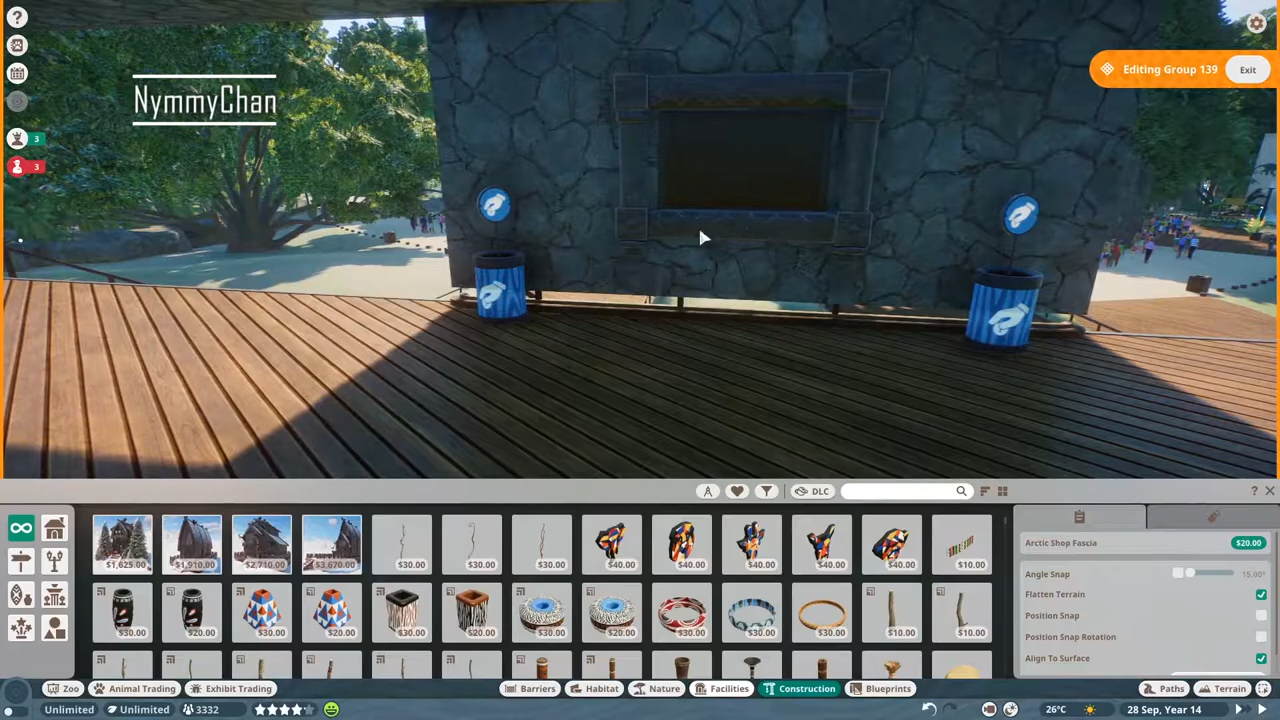 Editing Group 139
Exit
NymmyChan
3
3
DLC
$1,625.00
$1,910.00
$2,710.00
$3,670.00
$30.00
$30.00
$30.00
$40.00
$40.00
$40.00
$40.00
$40.00
$10.00
$30.00
$20.00
$30.00
$20.00
$30.00
$20.00
$30.00
$20.00
$30.00
$30.00
$30.00
$10.00
$10.00
Arctic Shop Fascia
$20.00
Angle Snap
15.00°
Flatten Terrain
Position Snap
Position Snap Rotation
Align To Surface
Zoo
Animal Trading
Exhibit Trading
Barriers
Habitat
Nature
Facilities
Construction
Blueprints
Paths
Terrain
Unlimited
Unlimited
3332
26°C
28 Sep, Year 14